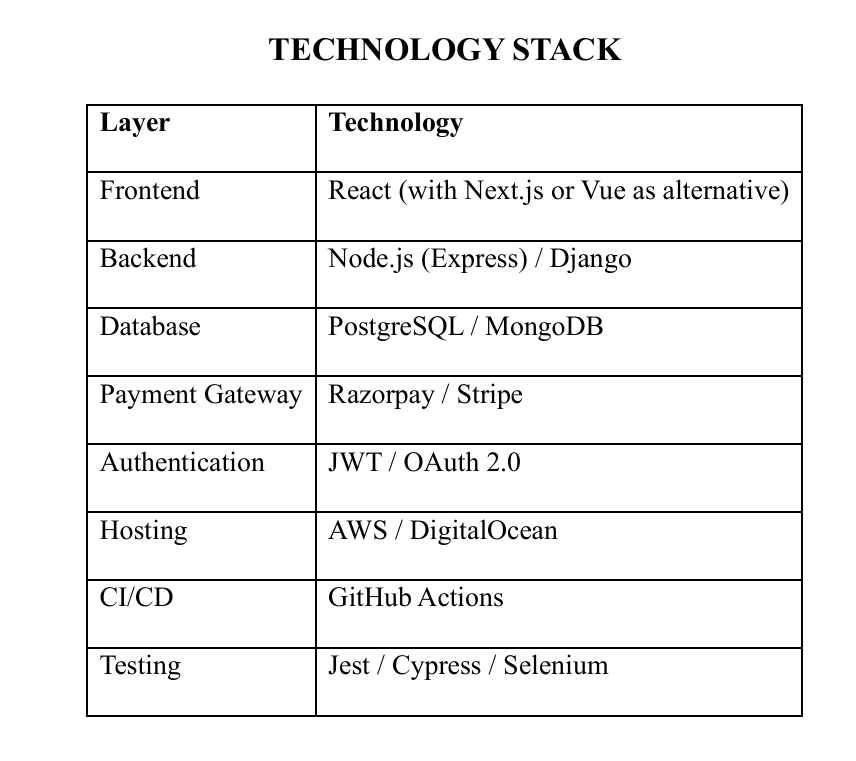 TECHNOLOGY STACK
Layer Technology
Frontend React (with Next.js or Vue as alternative)
Backend Node.js (Express) / Django
Database PostgreSQL / MongoDB
Payment Gateway Razorpay / Stripe
Authentication JWT / OAuth 2.0
Hosting AWS / DigitalOcean
CI/CD GitHub Actions
Testing Jest / Cypress / Selenium